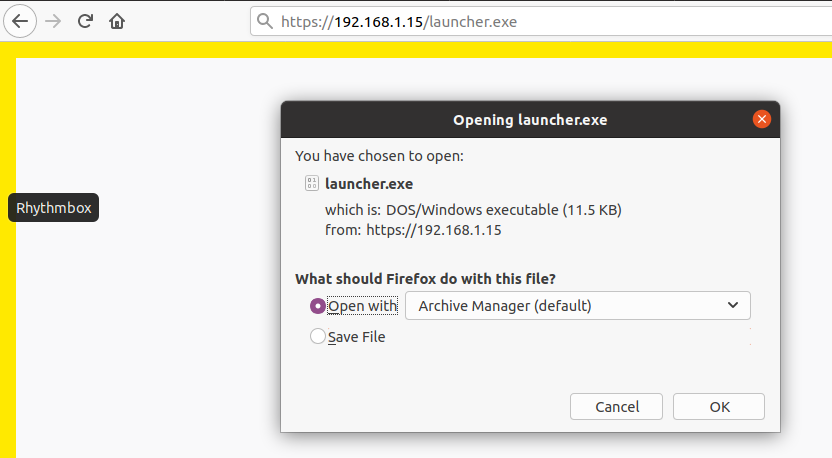 https://192.168.1.15/launcher.exe
Opening launcher.exe
You have chosen to open:
launcher.exe
which is: DOS/Windows executable (11.5 KB)
from: https://192.168.1.15
Rhythmbox
What should Firefox do with this file?
Open with Archive Manager (default)
Save File
Cancel OK